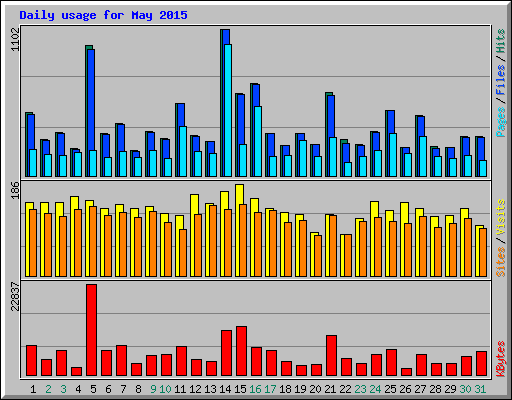 Daily usage for May 2015
1102
Pages / Files / Hits
186
Sites / Visits
22837
KBytes
1 2 3 4 5 6 7 8 9 10 11 12 13 14 15 16 17 18 19 20 21 22 23 24 25 26 27 28 29 30 31